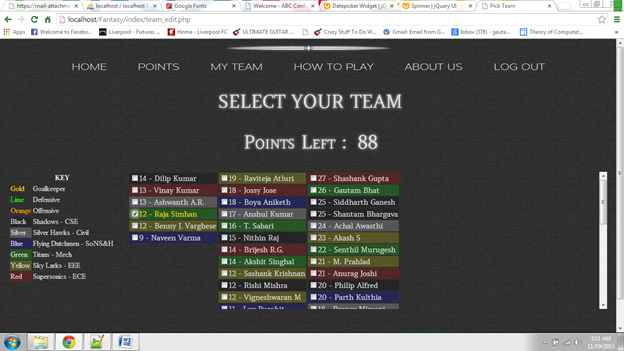 https://mail-attachm
localhost / localhost
Google Fonts
Welcome - ABC Con
Datepicker Widget | J
Spinner | jQuery UI
Pick Team
localhost/Fantasy/index/team_edit.php
Apps
Welcome to Facebo...
Liverpool - Fixtures...
Home - Liverpool FC
ULTIMATE GUITAR ...
Crazy Stuff To Do W...
Gmail: Email from G...
Inbox (378) - gauta...
Theory of Computat...
HOME POINTS MY TEAM HOW TO PLAY ABOUT US LOG OUT
SELECT YOUR TEAM
Points Left : 88
KEY
Gold Goalkeeper
Lime Defensive
Orange Offensive
Black Shadows - CSE
Silver Silver Hawks - Civil
Blue Flying Dutchmen - SoNS&H
Green Titans - Mech
Yellow Sky Larks - EEE
Red Supersonics - ECE
14 - Dilip Kumar
13 - Vinay Kumar
13 - Ashwanth A.R.
12 - Raja Simhan
12 - Benny J. Varghese
9 - Naveen Varma
19 - Raviteja Atluri
18 - Jossy Jose
18 - Boya Aniketh
17 - Anshul Kumar
16 - T. Sabari
15 - Nithin Raj
14 - Brijesh R.G.
14 - Akshit Singhal
12 - Sashank Krishnan
12 - Rishi Mishra
12 - Vigneshwaran M
27 - Shashank Gupta
26 - Gautam Bhat
25 - Siddharth Ganesh
25 - Shantam Bhargava
24 - Achal Awasthi
23 - Akash S
22 - Senthil Murugesh
21 - M. Prahlad
21 - Anurag Joshi
20 - Philip Alfred
20 - Parth Kulthia
3:11 AM
11/19/2013